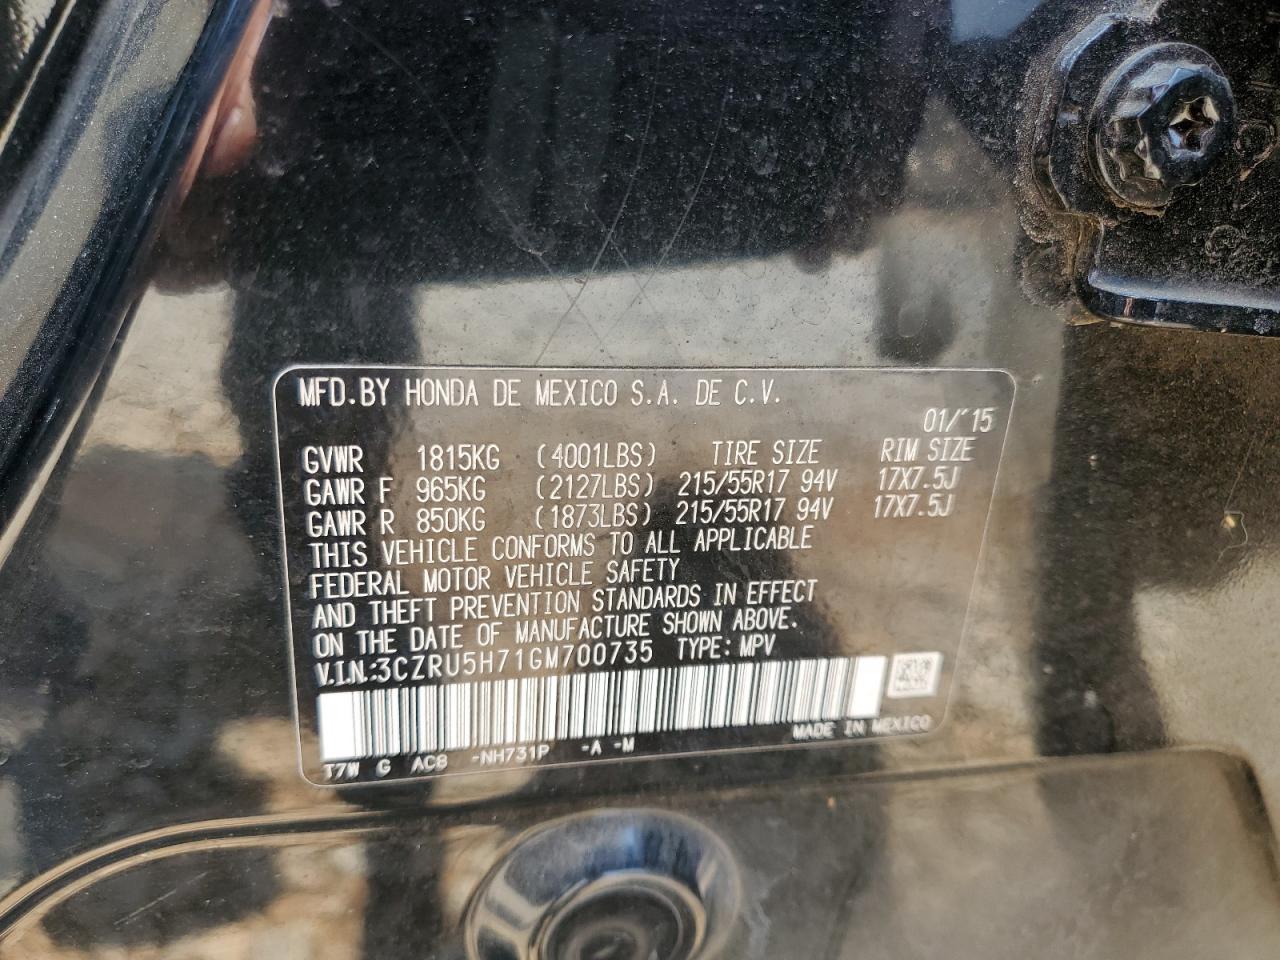 MFD.BY HONDA DE MEXICO S.A. DE C.V.
01/'15
GVWR 1815KG (4001LBS) TIRE SIZE RIM SIZE
GAWR F 965KG (2127LBS) 215/55R17 94V 17X7.5J
GAWR R 850KG (1873LBS) 215/55R17 94V 17X7.5J
THIS VEHICLE CONFORMS TO ALL APPLICABLE
FEDERAL MOTOR VEHICLE SAFETY
AND THEFT PREVENTION STANDARDS IN EFFECT
ON THE DATE OF MANUFACTURE SHOWN ABOVE.
V.I.N.:3CZRU5H71GM700735 TYPE: MPV
MADE IN MEXICO
T7W G AC8 -NH731P -A -M